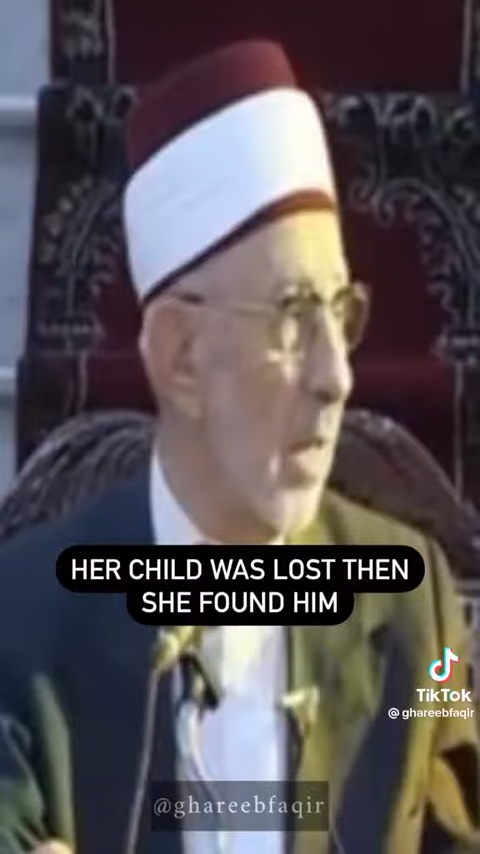 HER CHILD WAS LOST THEN
SHE FOUND HIM
TikTok
@ghareebfaqir
@ghareebfaqir